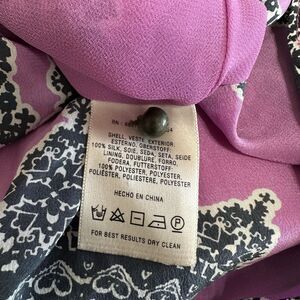 RN :
SHELL, VESTE, EXTERIOR,
ESTERNO, OBERSTOFF:
100% SILK, SOIE, SEDA, SETA, SEIDE
LINING, DOUBLURE, FORRO,
FODERA, FUTTERSTOFF:
100% POLYESTER, POLYESTER,
POLIÉSTER, POLIESTERE, POLYESTER
HECHO EN CHINA
FOR BEST RESULTS DRY CLEAN